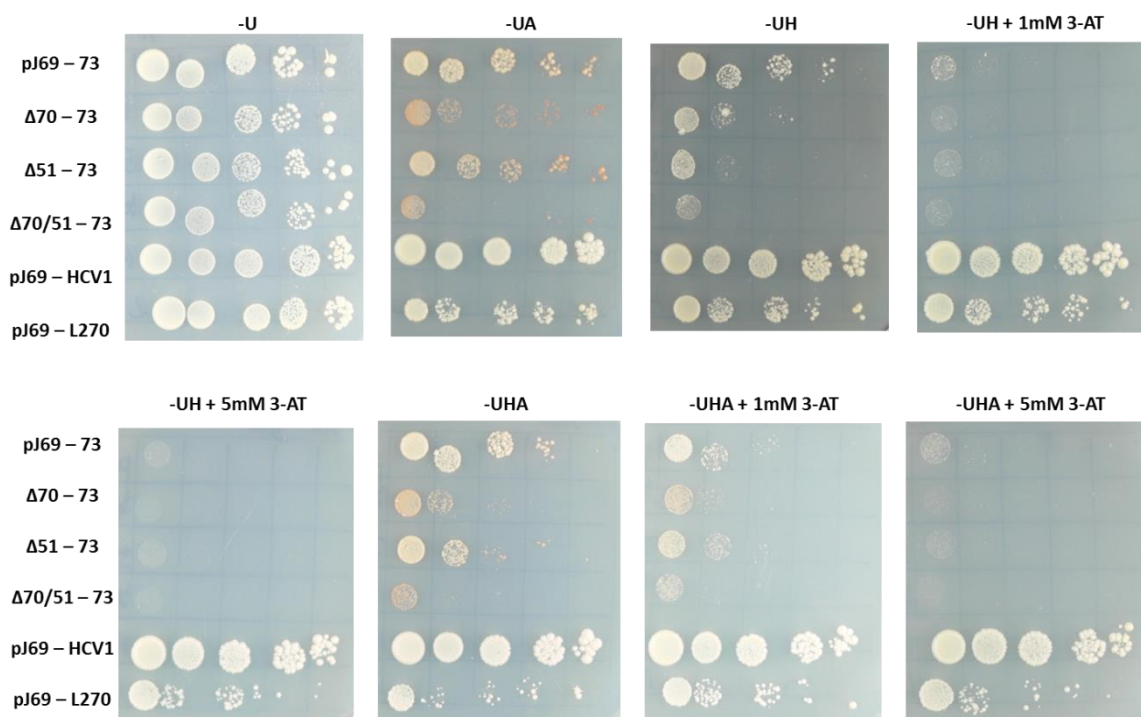 -U
-UA
-UH
-UH + 1mM 3-AT
pJ69 – 73
Δ70 – 73
Δ51 – 73
Δ70/51 – 73
pJ69 – HCV1
pJ69 – L270
-UH + 5mM 3-AT
-UHA
-UHA + 1mM 3-AT
-UHA + 5mM 3-AT
pJ69 – 73
Δ70 – 73
Δ51 – 73
Δ70/51 – 73
pJ69 – HCV1
pJ69 – L270